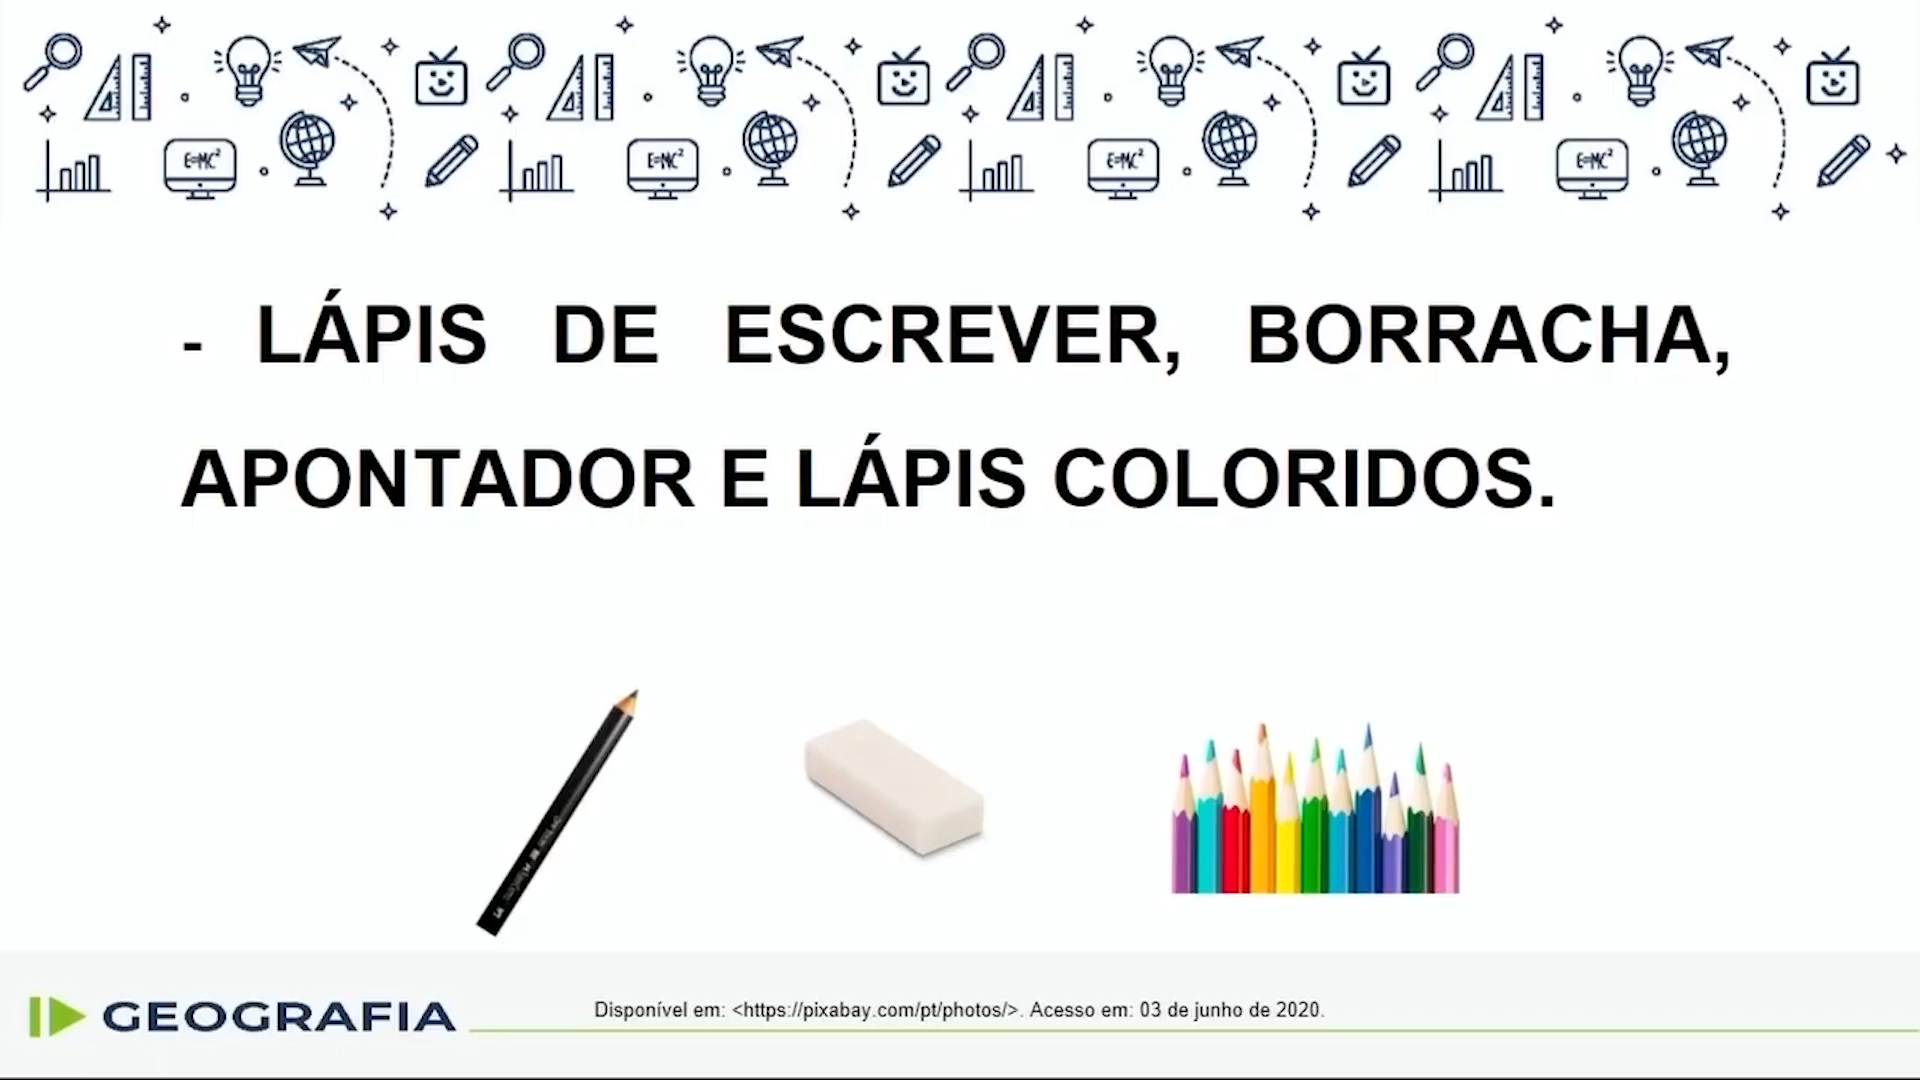 E=MC²
E=MC²
E=MC²
E=MC²
- LÁPIS DE ESCREVER, BORRACHA,
APONTADOR E LÁPIS COLORIDOS.
GEOGRAFIA
Disponível em: <https://pixabay.com/pt/photos/>. Acesso em: 03 de junho de 2020.